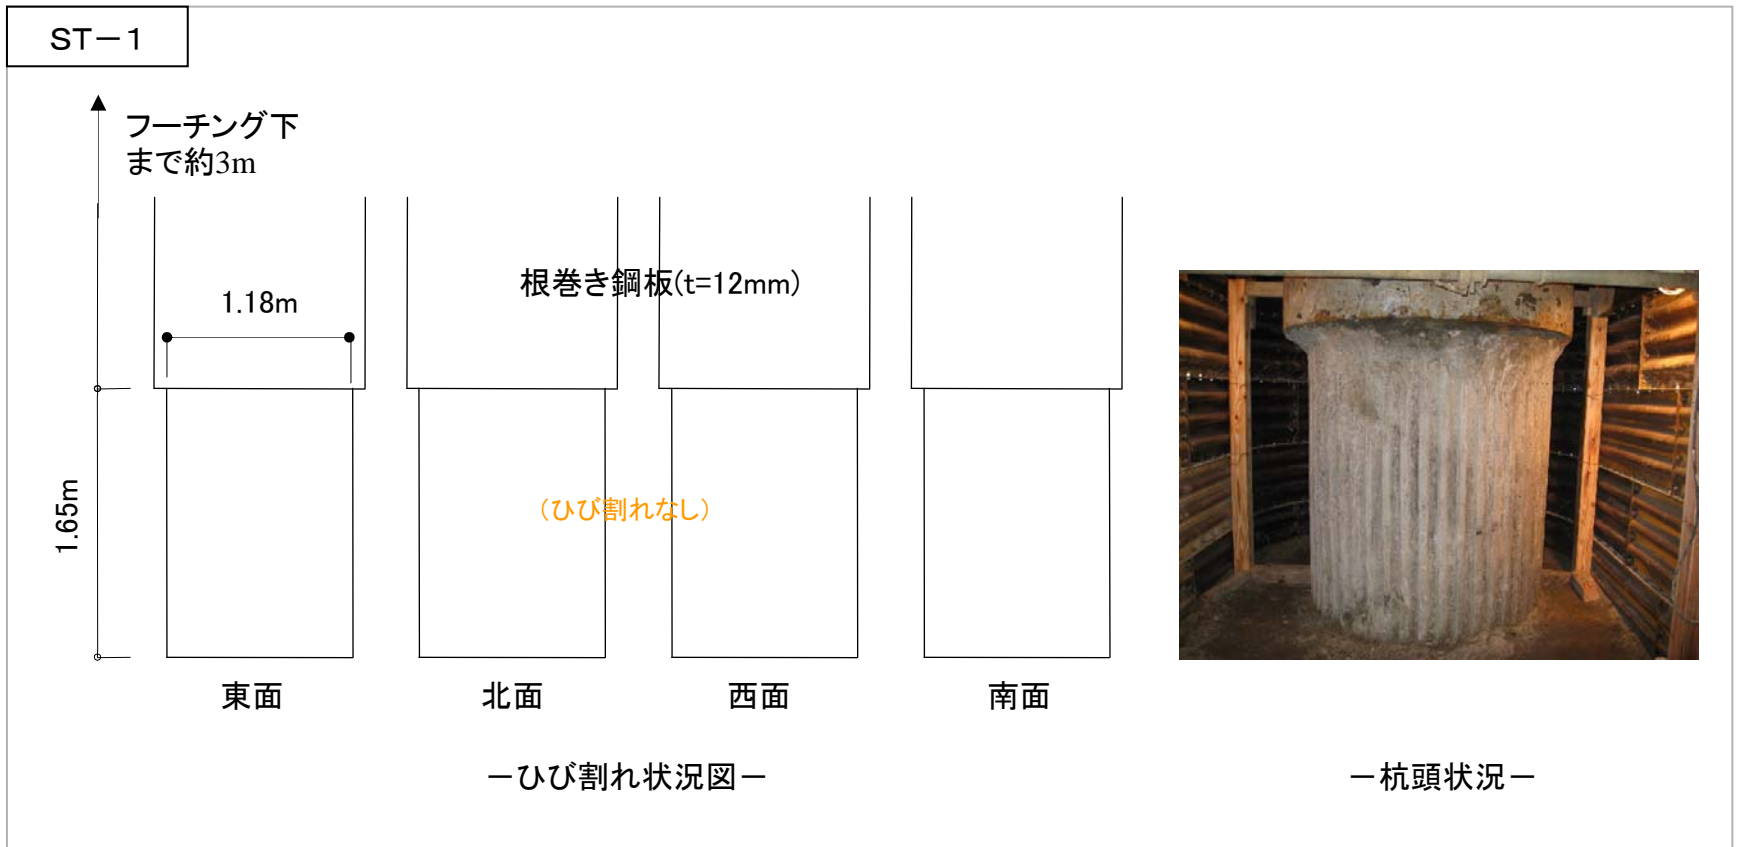 ST－1
フーチング下
まで約3m
根巻き鋼板(t=12mm)
1.18m
(ひび割れなし)
1.65m
東面
北面
西面
南面
－ひび割れ状況図－
－杭頭状況－